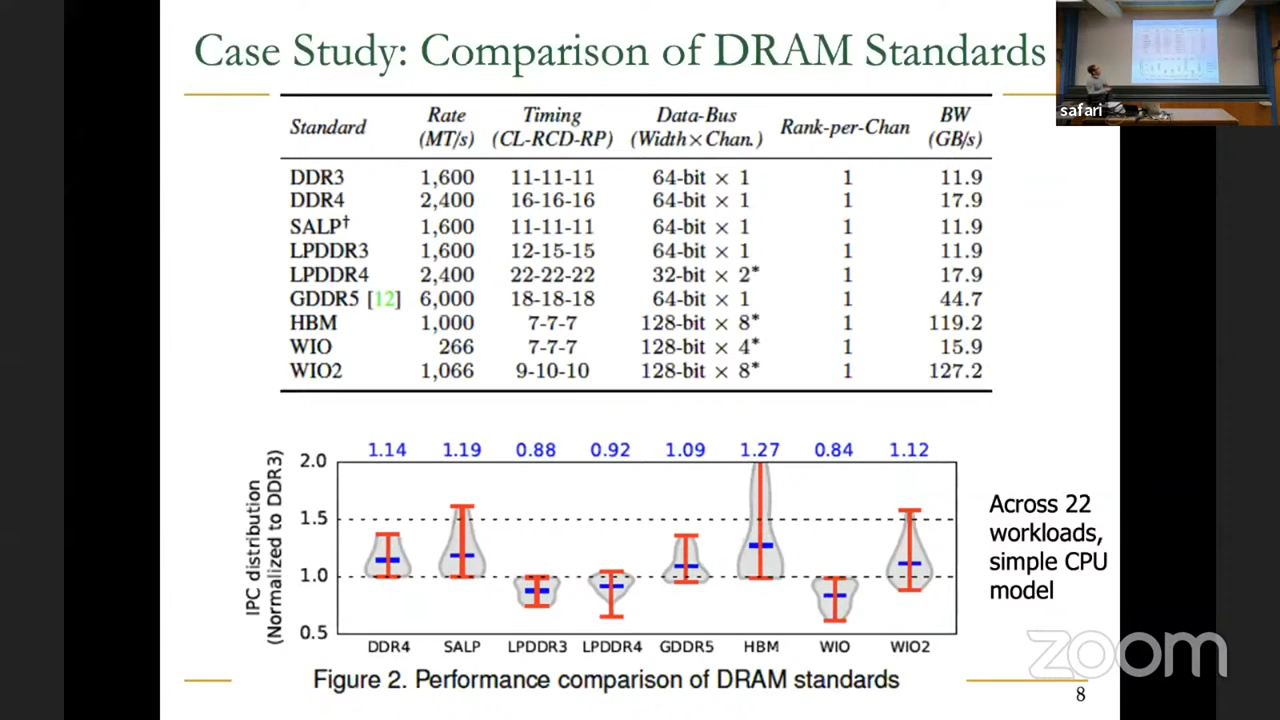 Case Study: Comparison of DRAM Standards
safari
Standard Rate (MT/s) Timing (CL-RCD-RP) Data-Bus (Width×Chan.) Rank-per-Chan BW (GB/s)
DDR3 1,600 11-11-11 64-bit × 1 1 11.9
DDR4 2,400 16-16-16 64-bit × 1 1 17.9
SALP† 1,600 11-11-11 64-bit × 1 1 11.9
LPDDR3 1,600 12-15-15 64-bit × 1 1 11.9
LPDDR4 2,400 22-22-22 32-bit × 2* 1 17.9
GDDR5 [12] 6,000 18-18-18 64-bit × 1 1 44.7
HBM 1,000 7-7-7 128-bit × 8* 1 119.2
WIO 266 7-7-7 128-bit × 4* 1 15.9
WIO2 1,066 9-10-10 128-bit × 8* 1 127.2
1.14 1.19 0.88 0.92 1.09 1.27 0.84 1.12
IPC distribution
(Normalized to DDR3)
2.0
1.5
1.0
0.5
DDR4 SALP LPDDR3 LPDDR4 GDDR5 HBM WIO WIO2
Across 22
workloads,
simple CPU
model
Figure 2. Performance comparison of DRAM standards
zoom
8